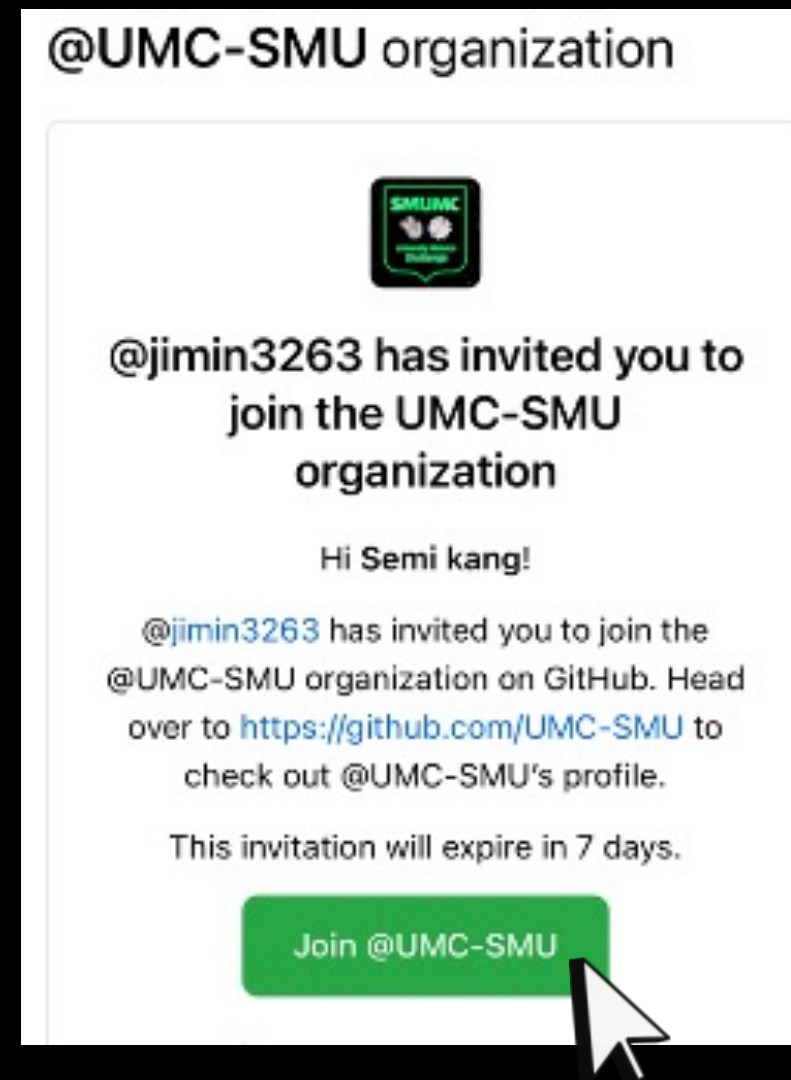 @UMC-SMU organization
SMUMC
@jimin3263 has invited you to
join the UMC-SMU
organization
Hi Semi kang!
@jimin3263 has invited you to join the
@UMC-SMU organization on GitHub. Head
over to https://github.com/UMC-SMU to
check out @UMC-SMU's profile.
This invitation will expire in 7 days.
Join @UMC-SMU